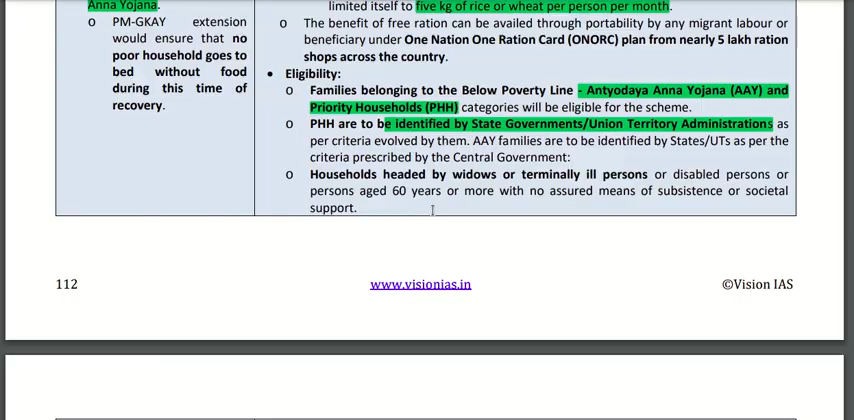 Anna Yojana.
o PM-GKAY extension
would ensure that no
poor household goes to
bed without food
during this time of
recovery.
limited itself to five kg of rice or wheat per person per month.
o The benefit of free ration can be availed through portability by any migrant labour or
beneficiary under One Nation One Ration Card (ONORC) plan from nearly 5 lakh ration
shops across the country.
• Eligibility:
o Families belonging to the Below Poverty Line - Antyodaya Anna Yojana (AAY) and
Priority Households (PHH) categories will be eligible for the scheme.
o PHH are to be identified by State Governments/Union Territory Administrations as
per criteria evolved by them. AAY families are to be identified by States/UTs as per the
criteria prescribed by the Central Government:
o Households headed by widows or terminally ill persons or disabled persons or
persons aged 60 years or more with no assured means of subsistence or societal
support.
112 www.visionias.in ©Vision IAS